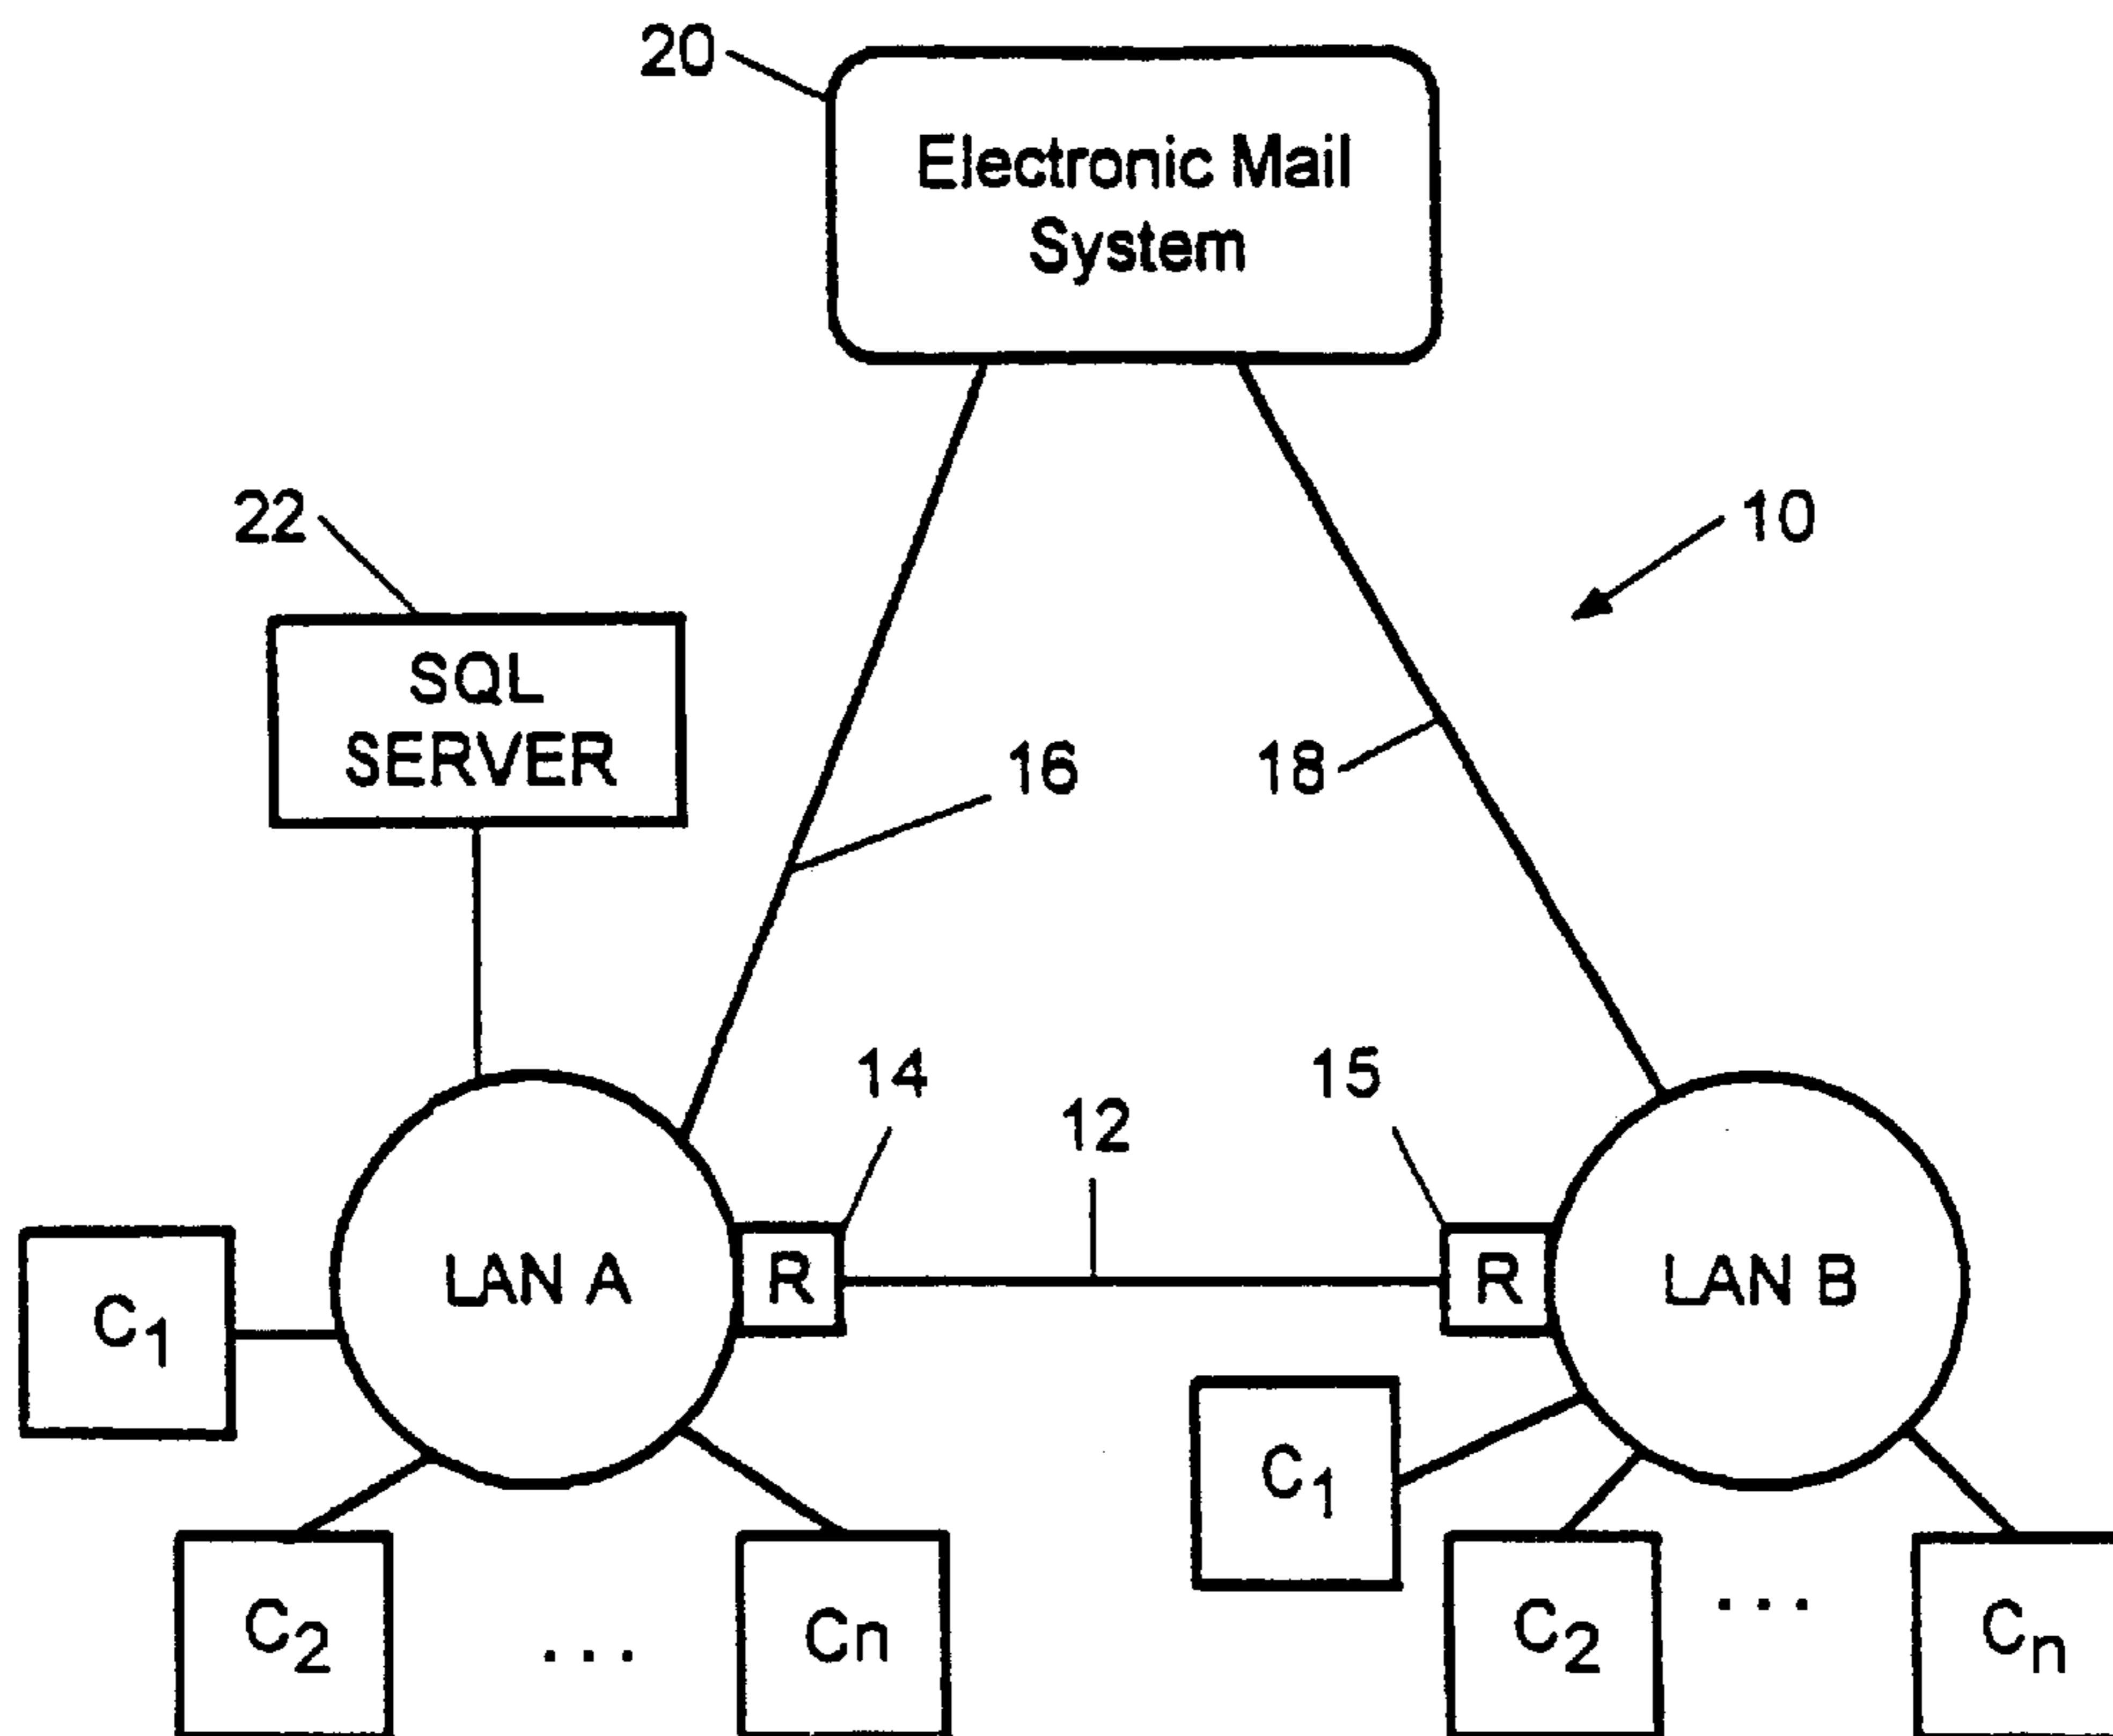 20
Electronic Mail
System
22
10
SQL
SERVER
16
18
14
12
15
LAN A
R
R
LAN B
C1
C1
C2
...
Cn
C2
...
Cn